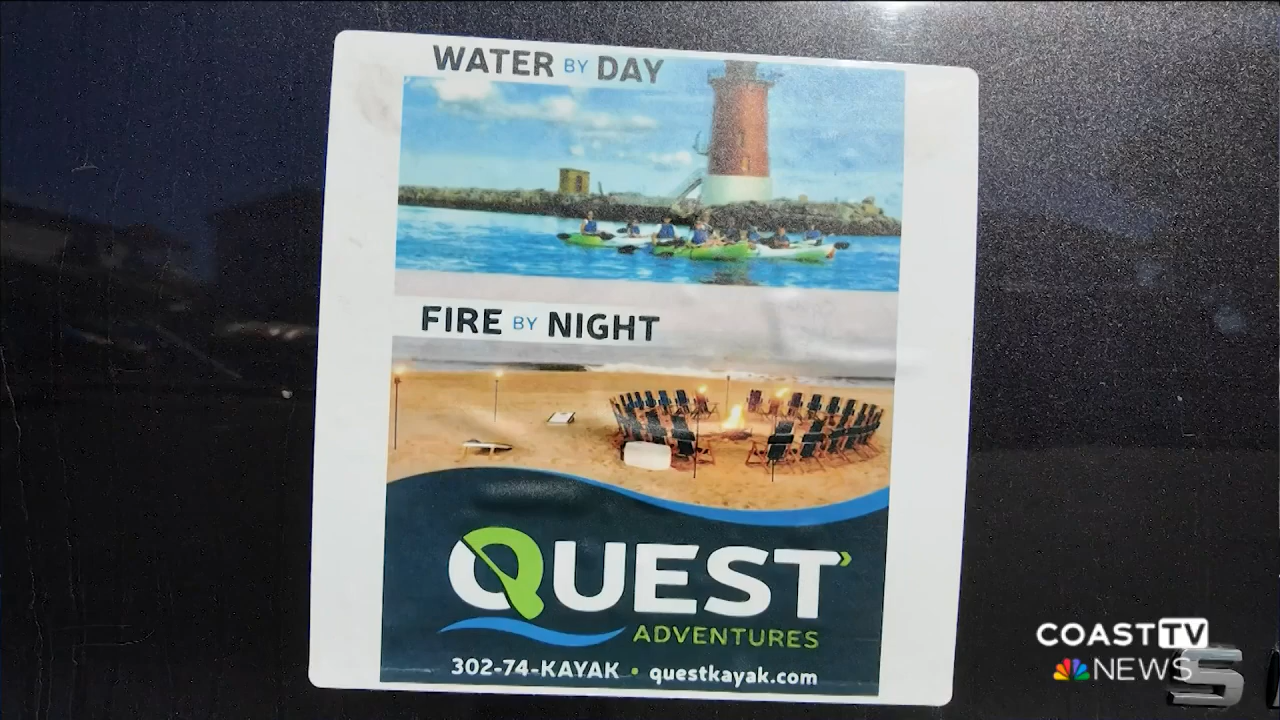 WATER BY DAY
FIRE BY NIGHT
QUEST
ADVENTURES
302-74-KAYAK • questkayak.com
COAST TV
NEWS
S